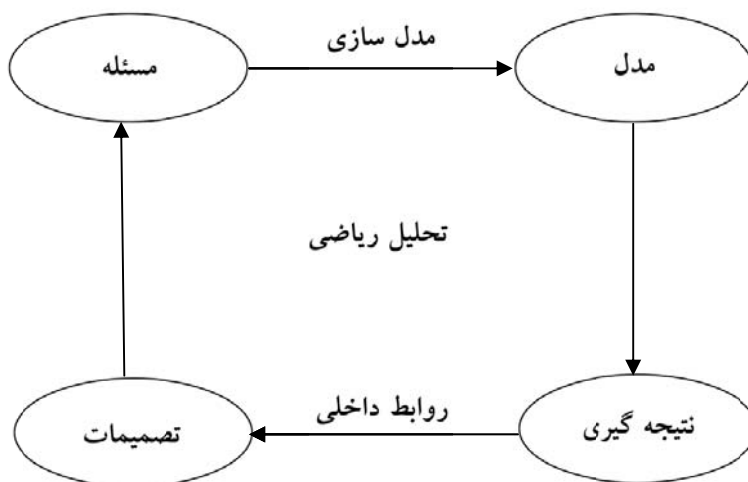 مدل سازی
مدل
مسئله
تحلیل ریاضی
روابط داخلی
نتیجه گیری
تصمیمات